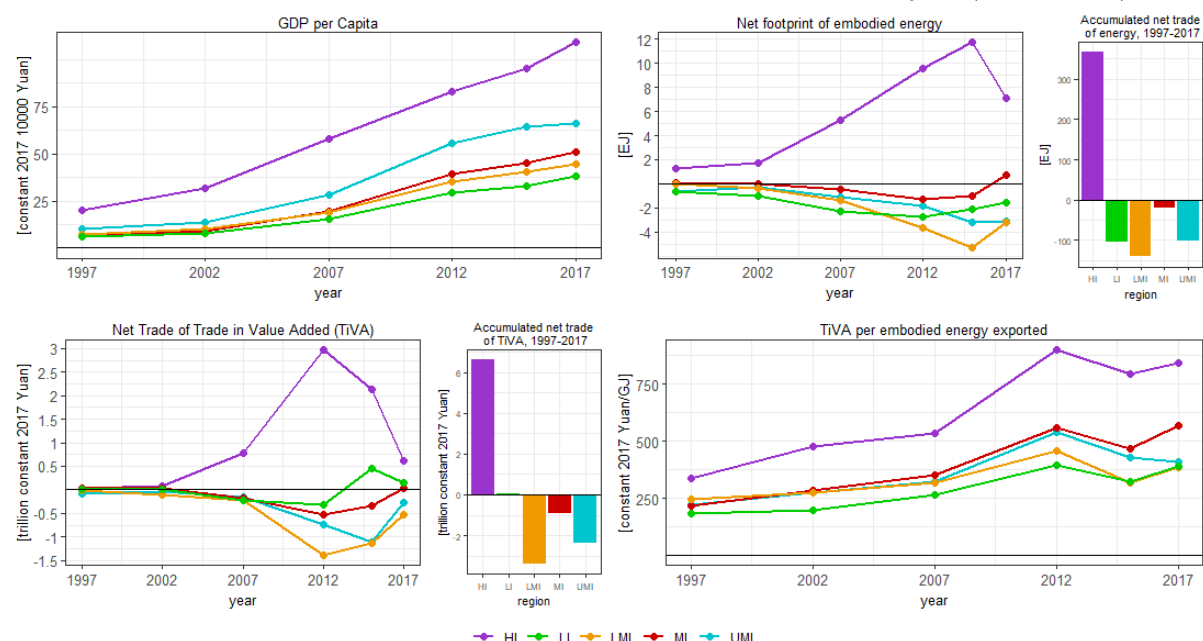 GDP per Capita
[constant 2017 10000 Yuan]
75
50
25
1997 2002 2007 2012 2017
year
Net footprint of embodied energy
[EJ]
12
10
8
6
4
2
-2
-4
1997 2002 2007 2012 2017
year
Accumulated net trade
of energy, 1997-2017
[EJ]
300
200
100
0
-100
HI LI LMI MI UMI
region
Net Trade of Trade in Value Added (TiVA)
[trillion constant 2017 Yuan]
3
2.5
2
1.5
1
0.5
-0.5
-1
-1.5
1997 2002 2007 2012 2017
year
Accumulated net trade
of TiVA, 1997-2017
[trillion constant 2017 Yuan]
6
4
2
0
-2
HI LI LMI MI UMI
region
TiVA per embodied energy exported
[constant 2017 Yuan/GJ]
750
500
250
1997 2002 2007 2012 2017
year
HI LI LMI MI UMI